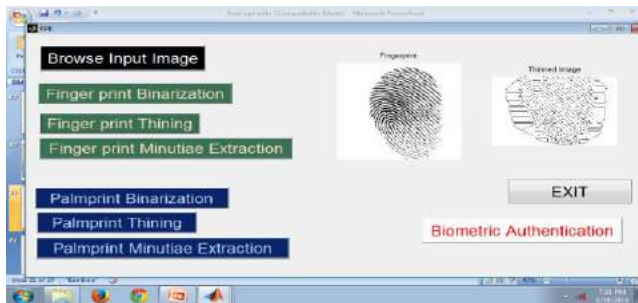 Browse Input Image
Finger print Binarization
Finger print Thining
Finger print Minutiae Extraction
Palmprint Binarization
Palmprint Thining
Palmprint Minutiae Extraction
Fingerprint
Thinned Image
EXIT
Biometric Authentication